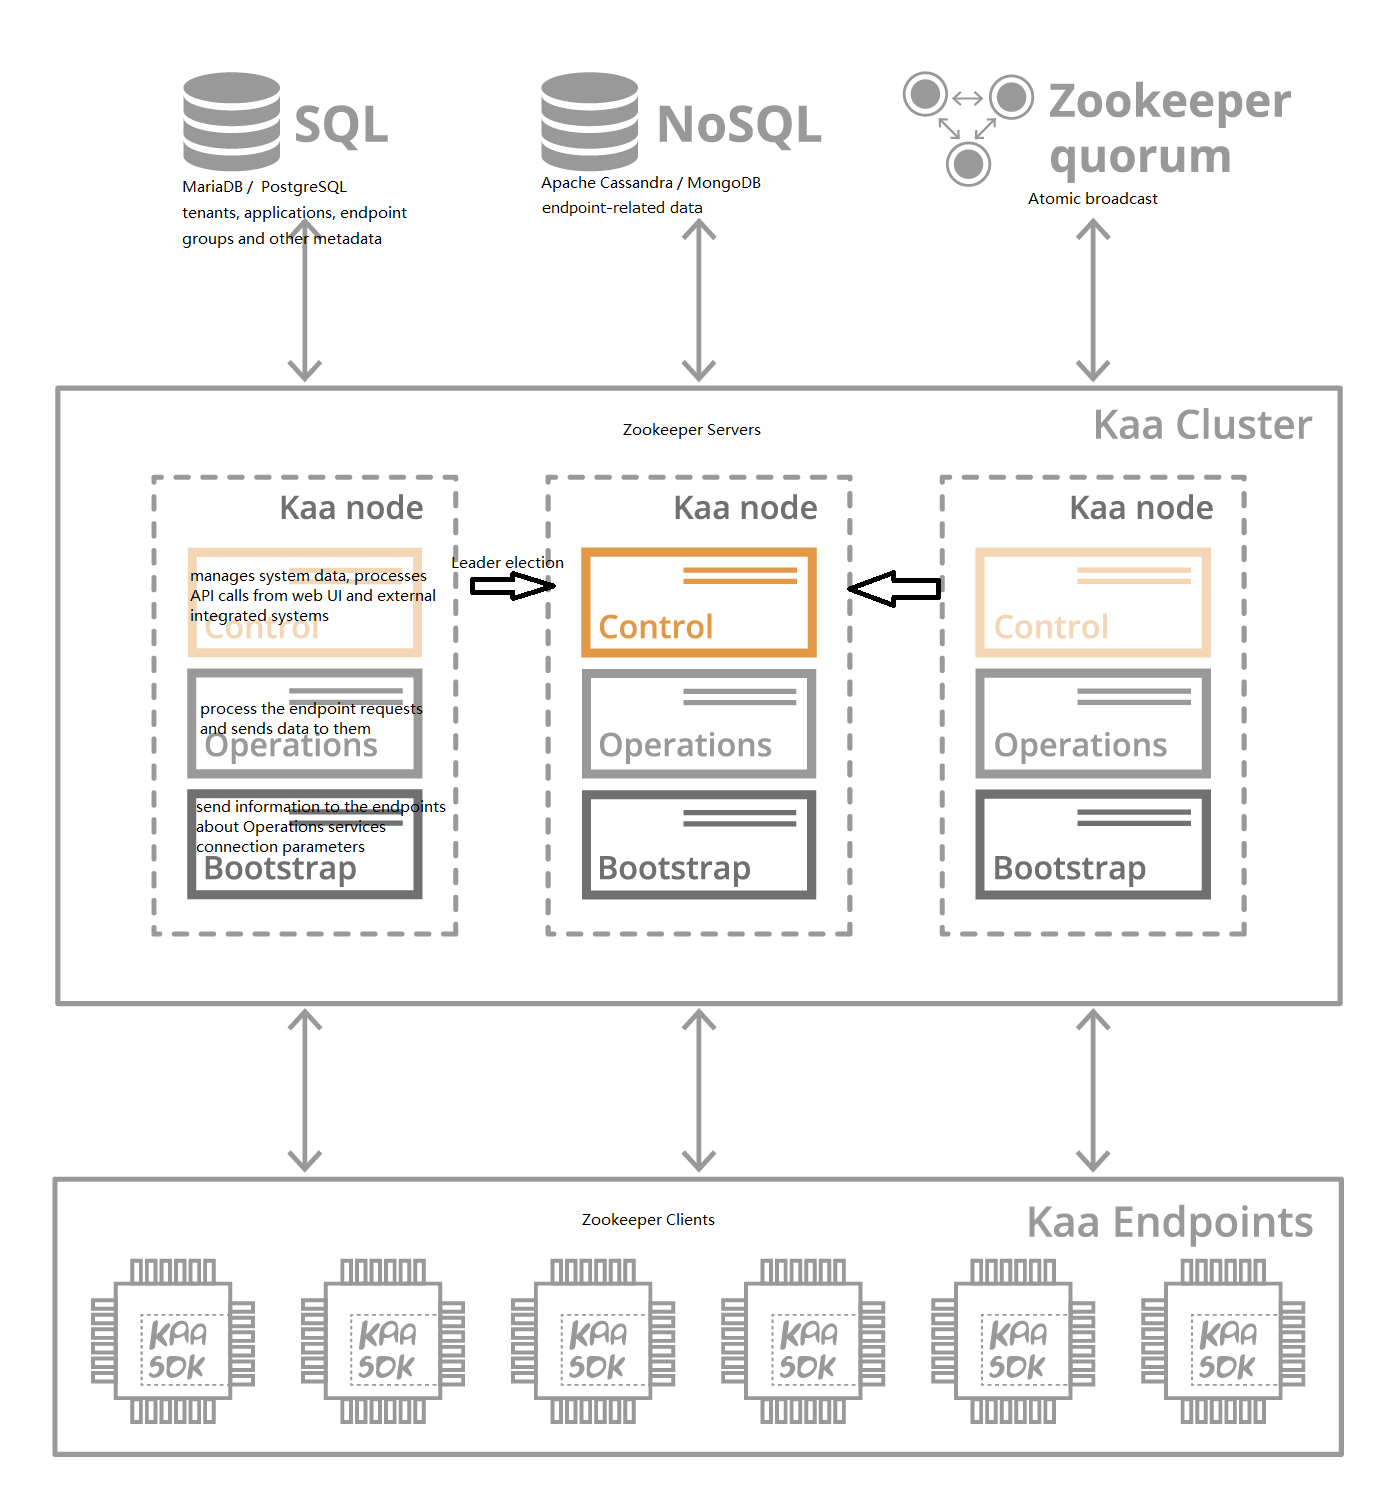 SQL
MariaDB / PostgreSQL
tenants, applications, endpoint
groups and other metadata
NoSQL
Apache Cassandra / MongoDB
endpoint-related data
Zookeeper
quorum
Atomic broadcast
Kaa Cluster
Zookeeper Servers
Kaa node
manages system data, processes
API calls from web UI and external
integrated systems
Control
process the endpoint requests
and sends data to them
Operations
send information to the endpoints
about Operations services
connection parameters
Bootstrap
Leader election
Kaa node
Control
Operations
Bootstrap
Kaa node
Control
Operations
Bootstrap
Kaa Endpoints
Zookeeper Clients
KAA
SDK
KAA
SDK
KAA
SDK
KAA
SDK
KAA
SDK
KAA
SDK